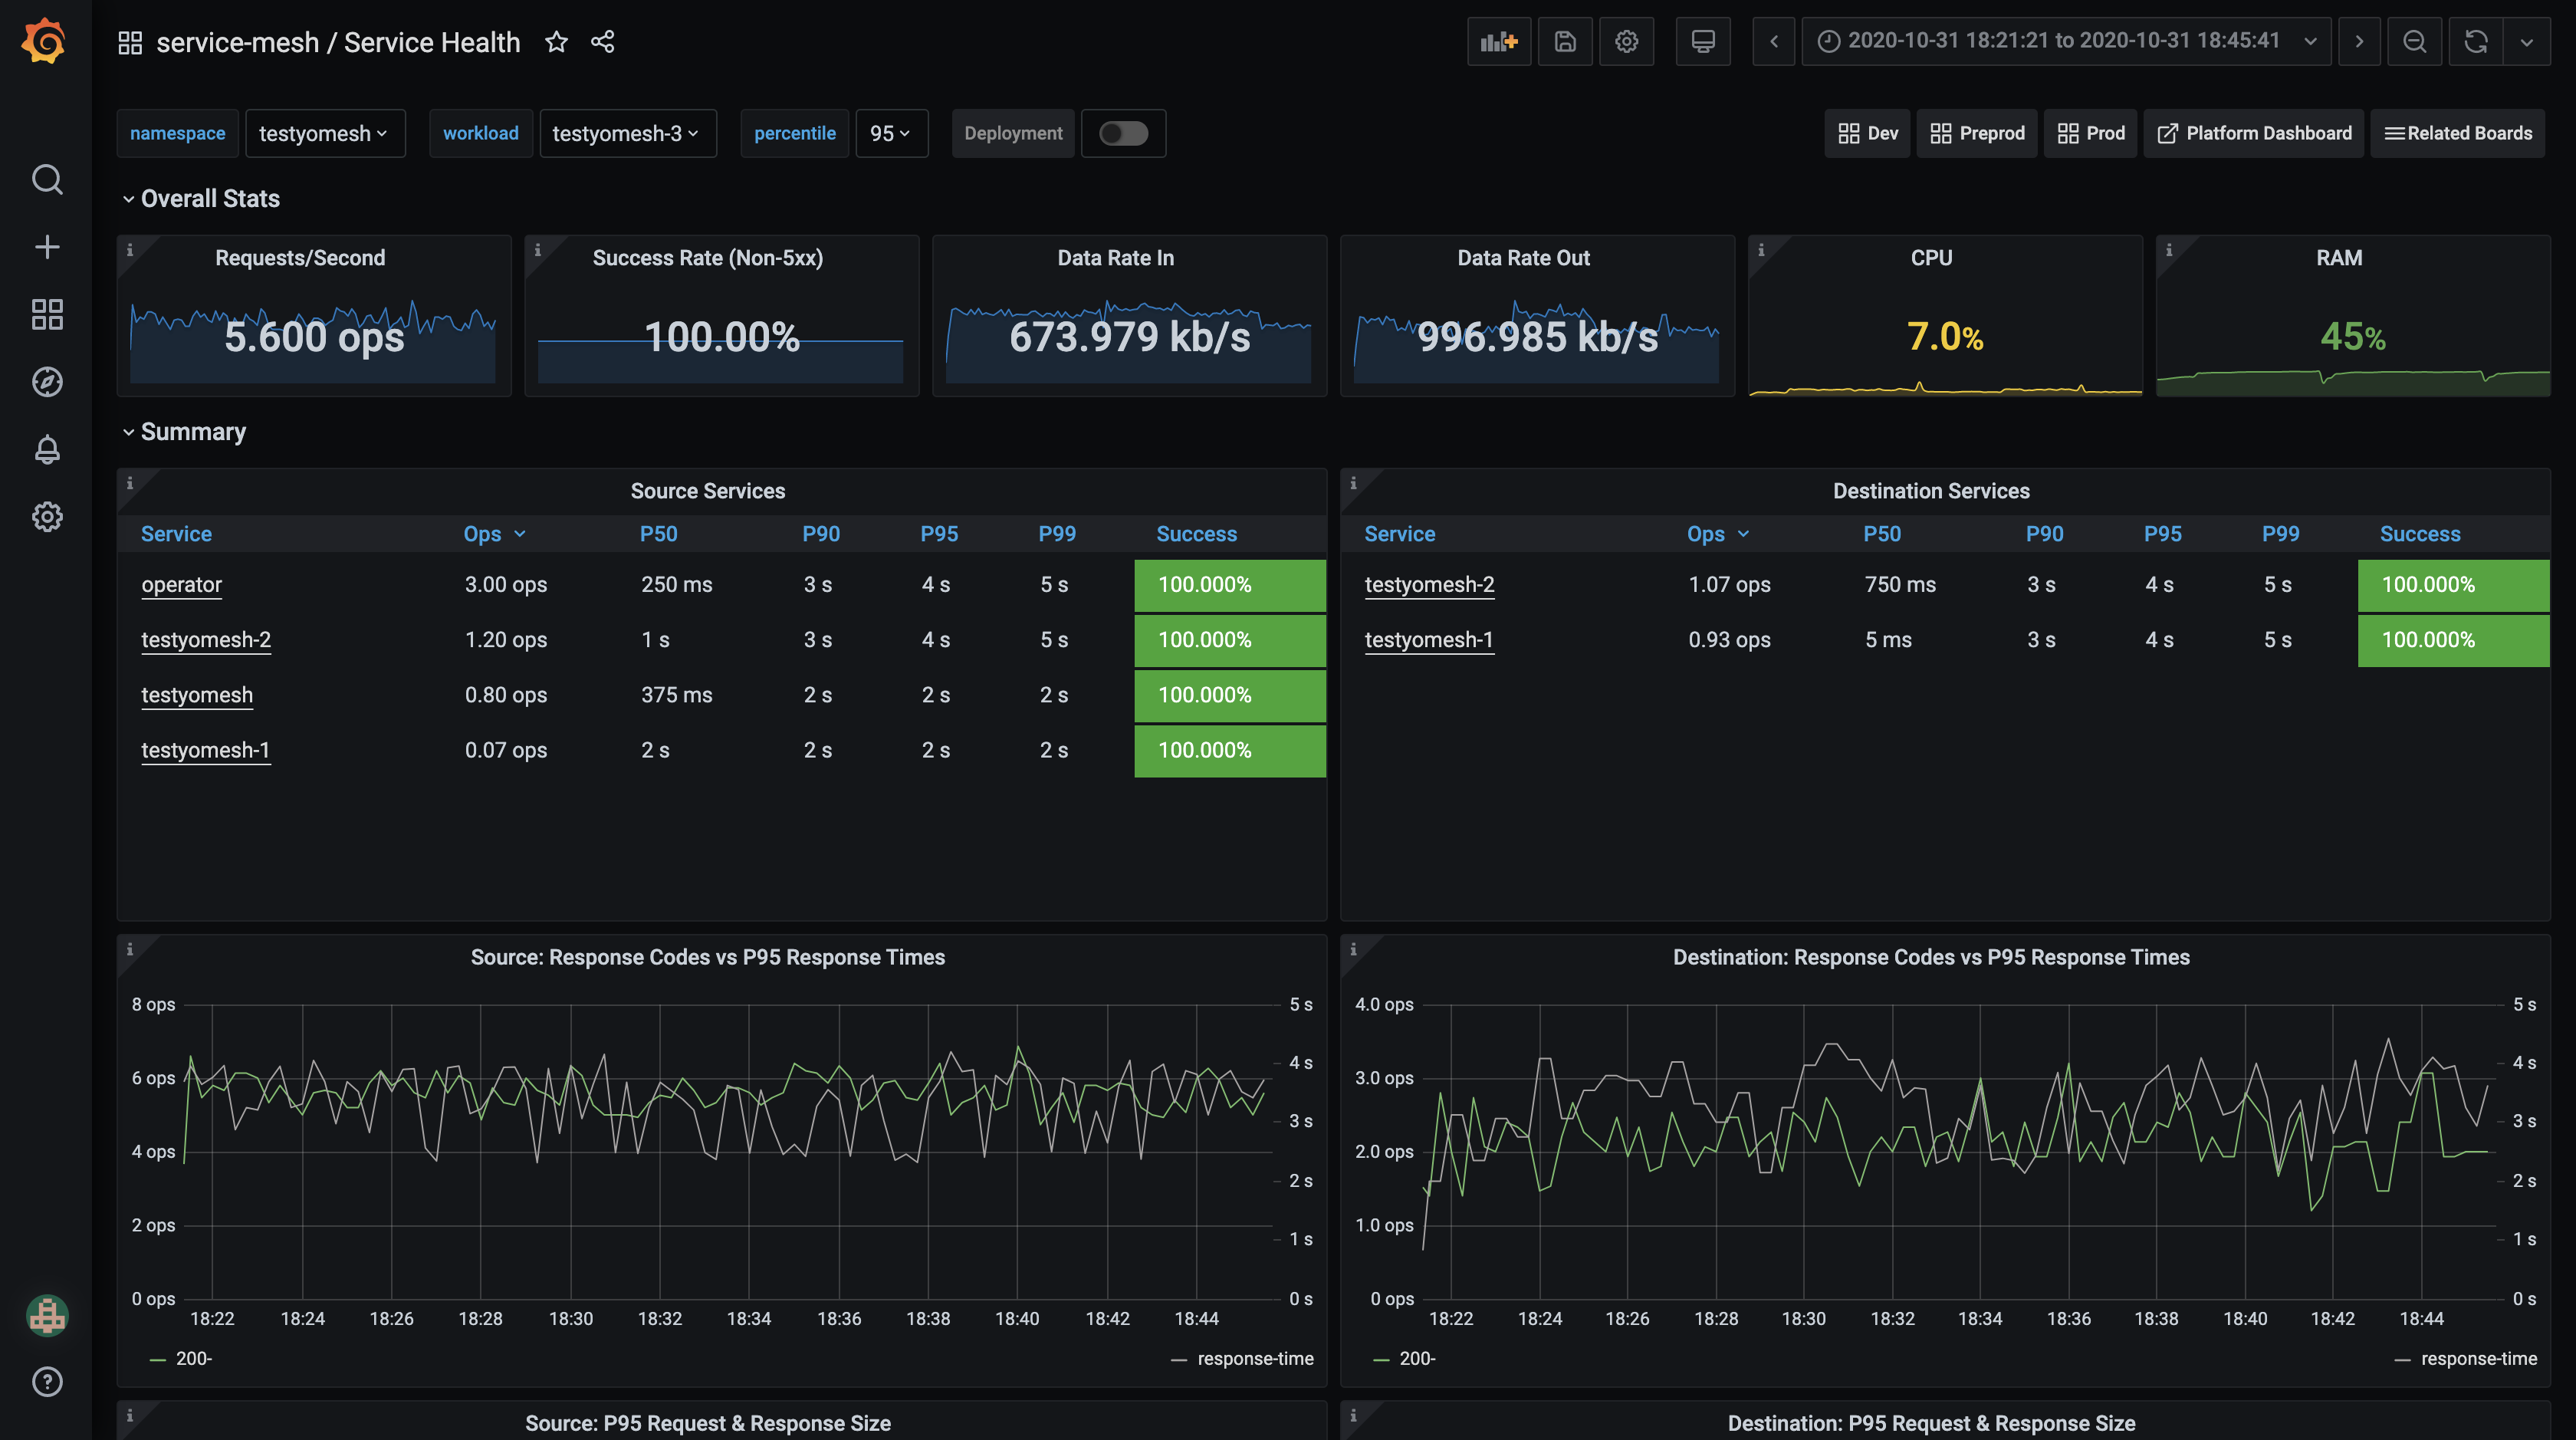 service-mesh / Service Health
2020-10-31 18:21:21 to 2020-10-31 18:45:41
namespace testyomesh workload testyomesh-3 percentile 95 Deployment
Dev Preprod Prod Platform Dashboard Related Boards
Overall Stats
Requests/Second
5.600 ops
Success Rate (Non-5xx)
100.00%
Data Rate In
673.979 kb/s
Data Rate Out
996.985 kb/s
CPU
7.0%
RAM
45%
Summary
Source Services
Service Ops P50 P90 P95 P99 Success
operator 3.00 ops 250 ms 3 s 4 s 5 s 100.000%
testyomesh-2 1.20 ops 1 s 3 s 4 s 5 s 100.000%
testyomesh 0.80 ops 375 ms 2 s 2 s 2 s 100.000%
testyomesh-1 0.07 ops 2 s 2 s 2 s 2 s 100.000%
Destination Services
Service Ops P50 P90 P95 P99 Success
testyomesh-2 1.07 ops 750 ms 3 s 4 s 5 s 100.000%
testyomesh-1 0.93 ops 5 ms 3 s 4 s 5 s 100.000%
Source: Response Codes vs P95 Response Times
8 ops 5 s
4 s
6 ops
3 s
4 ops
2 s
2 ops
1 s
0 ops 0 s
18:22 18:24 18:26 18:28 18:30 18:32 18:34 18:36 18:38 18:40 18:42 18:44
200- response-time
Destination: Response Codes vs P95 Response Times
4.0 ops 5 s
4 s
3.0 ops
3 s
2.0 ops
2 s
1.0 ops
1 s
0 ops 0 s
18:22 18:24 18:26 18:28 18:30 18:32 18:34 18:36 18:38 18:40 18:42 18:44
200- response-time
Source: P95 Request & Response Size
Destination: P95 Request & Response Size